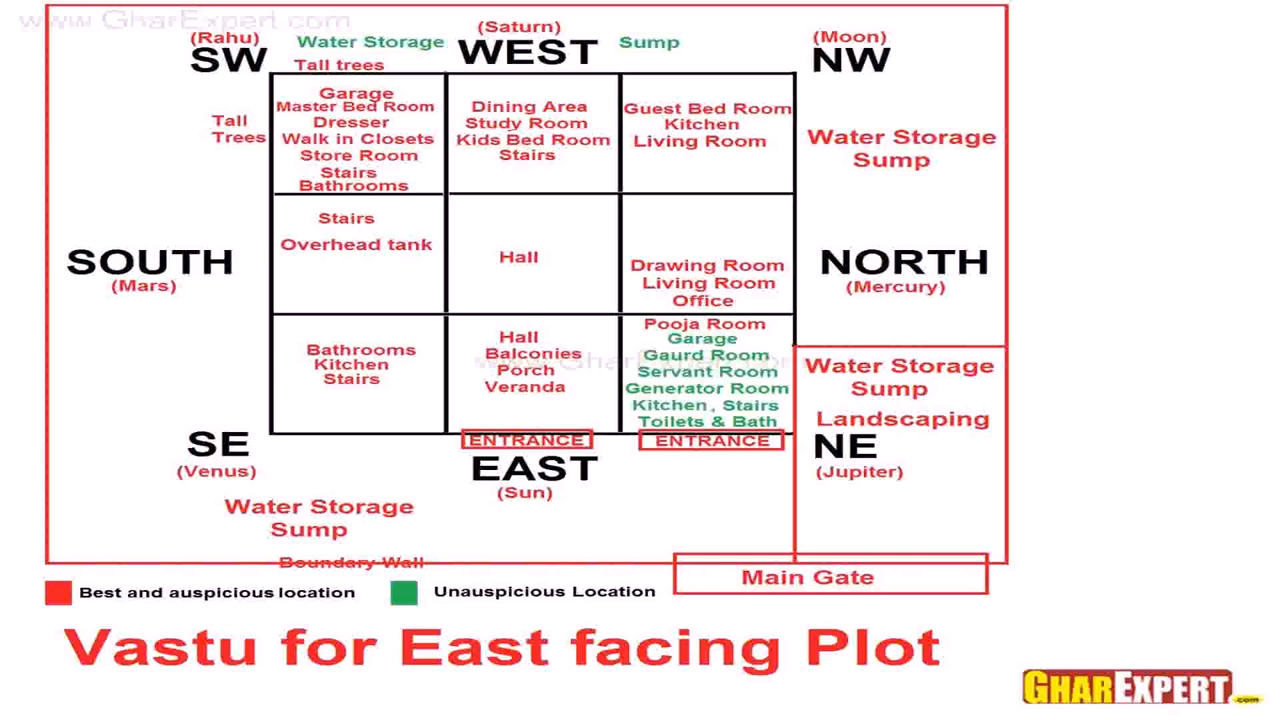 www.GharExpert.com
(Rahu)
SW
Water Storage
(Saturn)
WEST
Sump
(Moon)
NW
Tall trees
Tall
Trees
Garage
Master Bed Room
Dresser
Walk in Closets
Store Room
Stairs
Bathrooms
Dining Area
Study Room
Kids Bed Room
Stairs
Guest Bed Room
Kitchen
Living Room
Water Storage
Sump
SOUTH
(Mars)
Stairs
Overhead tank
Hall
Drawing Room
Living Room
Office
NORTH
(Mercury)
Bathrooms
Kitchen
Stairs
Hall
Balconies
Porch
Veranda
www.GharExpert.com
Pooja Room
Garage
Gaurd Room
Servant Room
Generator Room
Kitchen, Stairs
Toilets & Bath
Water Storage
Sump
Landscaping
SE
(Venus)
ENTRANCE
ENTRANCE
EAST
(Sun)
NE
(Jupiter)
Water Storage
Sump
Boundary Wall
Main Gate
Best and auspicious location
Unauspicious Location
Vastu for East facing Plot
GHAREXPERT.com